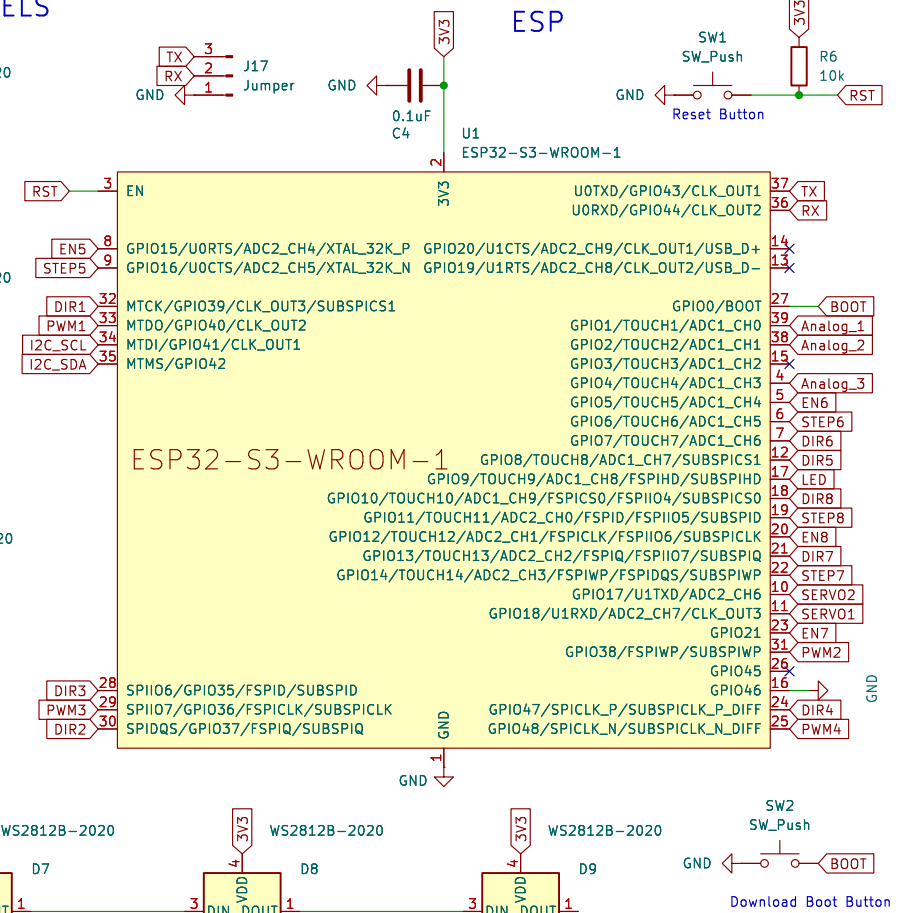 ELS
ESP
3V3
3V3
SW1
SW_Push
TX 3
RX 2
GND 1
J17
Jumper
GND
0.1uF
C4
R6
10k
GND
RST
Reset Button
20
U1
ESP32-S3-WROOM-1
2
3V3
RST 3 EN
U0TXD/GPIO43/CLK_OUT1 37 TX
U0RXD/GPIO44/CLK_OUT2 36 RX
EN5 8 GPIO15/U0RTS/ADC2_CH4/XTAL_32K_P
GPIO20/U1CTS/ADC2_CH9/CLK_OUT1/USB_D+ 14
STEP5 9 GPIO16/U0CTS/ADC2_CH5/XTAL_32K_N
GPIO19/U1RTS/ADC2_CH8/CLK_OUT2/USB_D- 13
20
DIR1 32 MTCK/GPIO39/CLK_OUT3/SUBSPICS1
GPIO0/BOOT 27 BOOT
PWM1 33 MTDO/GPIO40/CLK_OUT2
GPIO1/TOUCH1/ADC1_CH0 39 Analog_1
I2C_SCL 34 MTDI/GPIO41/CLK_OUT1
GPIO2/TOUCH2/ADC1_CH1 38 Analog_2
I2C_SDA 35 MTMS/GPIO42
GPIO3/TOUCH3/ADC1_CH2 15
GPIO4/TOUCH4/ADC1_CH3 4 Analog_3
GPIO5/TOUCH5/ADC1_CH4 5 EN6
GPIO6/TOUCH6/ADC1_CH5 6 STEP6
GPIO7/TOUCH7/ADC1_CH6 7 DIR6
ESP32-S3-WROOM-1
GPIO8/TOUCH8/ADC1_CH7/SUBSPICS1 12 DIR5
GPIO9/TOUCH9/ADC1_CH8/FSPIHD/SUBSPIHD 17 LED
GPIO10/TOUCH10/ADC1_CH9/FSPICS0/FSPIIO4/SUBSPICS0 18 DIR8
GPIO11/TOUCH11/ADC2_CH0/FSPID/FSPIIO5/SUBSPID 19 STEP8
GPIO12/TOUCH12/ADC2_CH1/FSPICLK/FSPIIO6/SUBSPICLK 20 EN8
20
GPIO13/TOUCH13/ADC2_CH2/FSPIQ/FSPIIO7/SUBSPIQ 21 DIR7
GPIO14/TOUCH14/ADC2_CH3/FSPIWP/FSPIDQS/SUBSPIWP 22 STEP7
GPIO17/U1TXD/ADC2_CH6 10 SERVO2
GPIO18/U1RXD/ADC2_CH7/CLK_OUT3 11 SERVO1
GPIO21 23 EN7
GPIO38/FSPIWP/SUBSPIWP 31 PWM2
GPIO45 26
DIR3 28 SPIIO6/GPIO35/FSPID/SUBSPID
GPIO46 16 GND
PWM3 29 SPIIO7/GPIO36/FSPICLK/SUBSPICLK
GPIO47/SPICLK_P/SUBSPICLK_P_DIFF 24 DIR4
DIR2 30 SPIDQS/GPIO37/FSPIQ/SUBSPIQ
GPIO48/SPICLK_N/SUBSPICLK_N_DIFF 25 PWM4
GND
1
GND
WS2812B-2020
D7
3V3
WS2812B-2020
D8
3V3
WS2812B-2020
D9
SW2
SW_Push
GND
BOOT
Download Boot Button
4
VDD
4
VDD
1
3 DIN DOUT 1
3 DIN DOUT 1